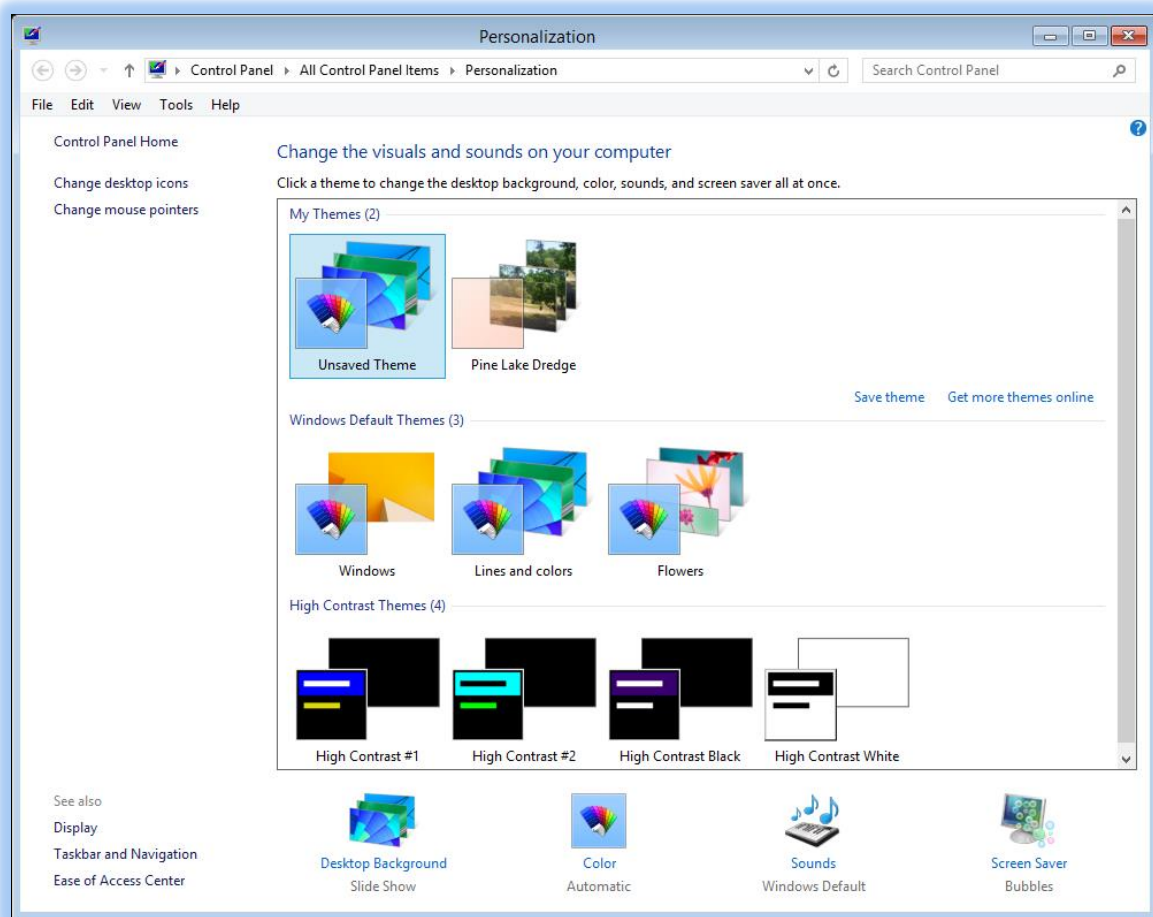 Personalization
Control Panel All Control Panel Items Personalization
Search Control Panel
File Edit View Tools Help
Control Panel Home
Change desktop icons
Change mouse pointers
Change the visuals and sounds on your computer
Click a theme to change the desktop background, color, sounds, and screen saver all at once.
My Themes (2)
Unsaved Theme
Pine Lake Dredge
Save theme
Get more themes online
Windows Default Themes (3)
Windows
Lines and colors
Flowers
High Contrast Themes (4)
High Contrast #1
High Contrast #2
High Contrast Black
High Contrast White
See also
Display
Taskbar and Navigation
Ease of Access Center
Desktop Background
Slide Show
Color
Automatic
Sounds
Windows Default
Screen Saver
Bubbles